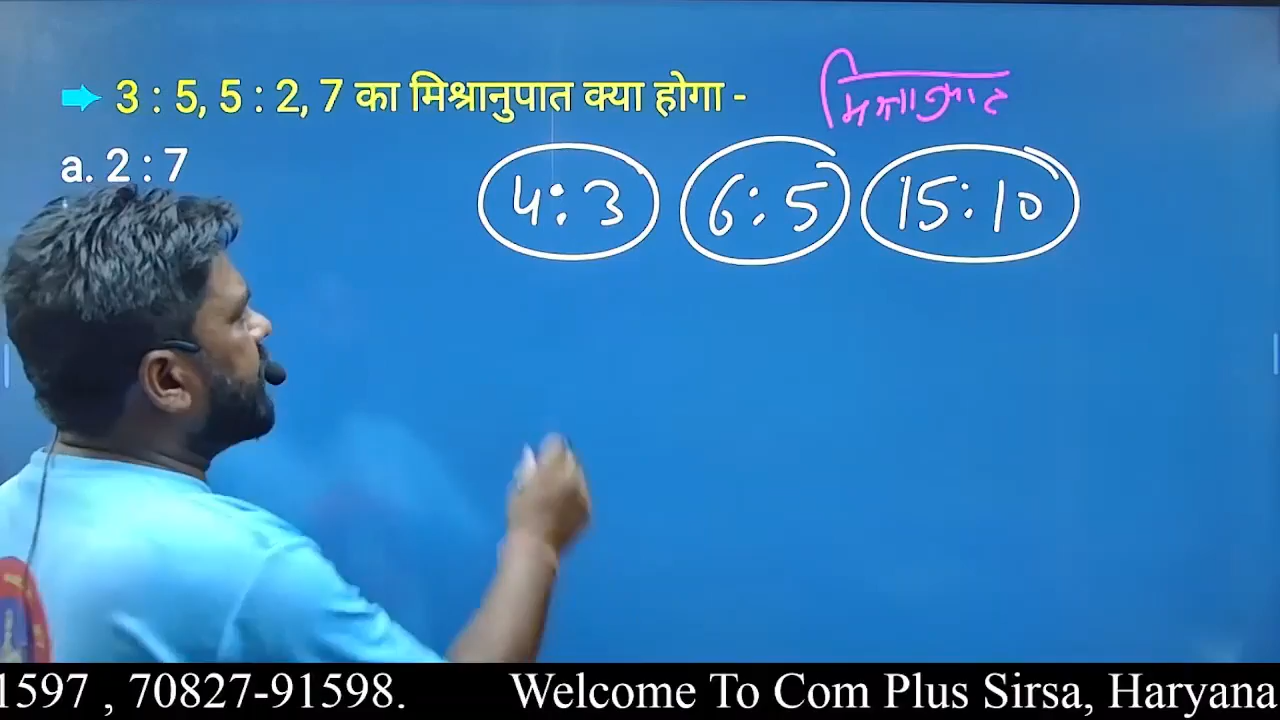 ➡ 3 : 5, 5 : 2, 7 का मिश्रानुपात क्या होगा -
a. 2 : 7
4 : 3 6 : 5 15 : 10
1597 , 70827-91598. Welcome To Com Plus Sirsa, Haryana